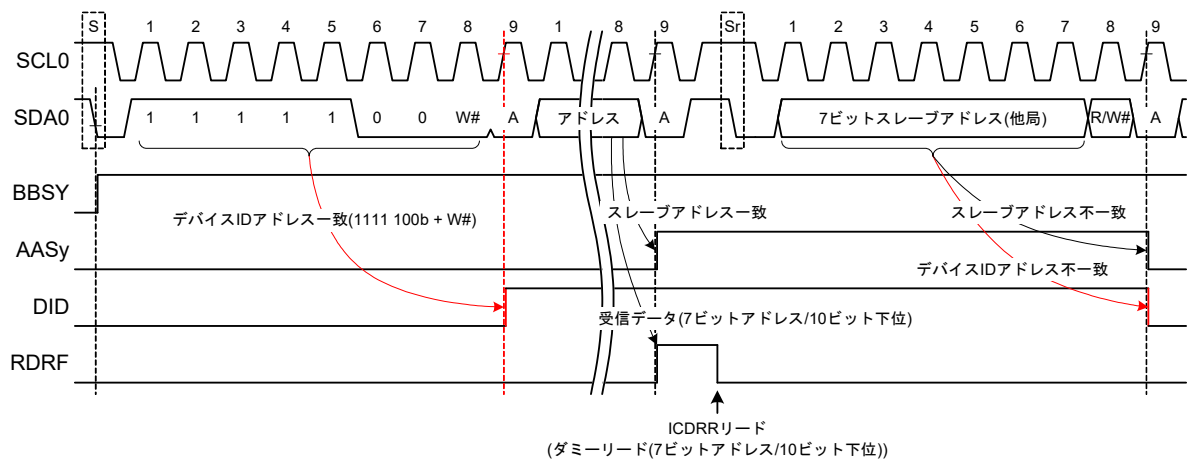 S 1 2 3 4 5 6 7 8 9 1 8 9 Sr 1 2 3 4 5 6 7 8 9
SCL0
SDA0 1 1 1 1 1 0 0 W# A アドレス A 7ビットスレーブアドレス(他局) R/W# A
BBSY
デバイスIDアドレス一致(1111 100b + W#) スレーブアドレス一致 スレーブアドレス不一致
AASy
デバイスIDアドレス不一致
DID
受信データ(7ビットアドレス/10ビット下位)
RDRF
ICDRRリード
(ダミーリード(7ビットアドレス/10ビット下位))